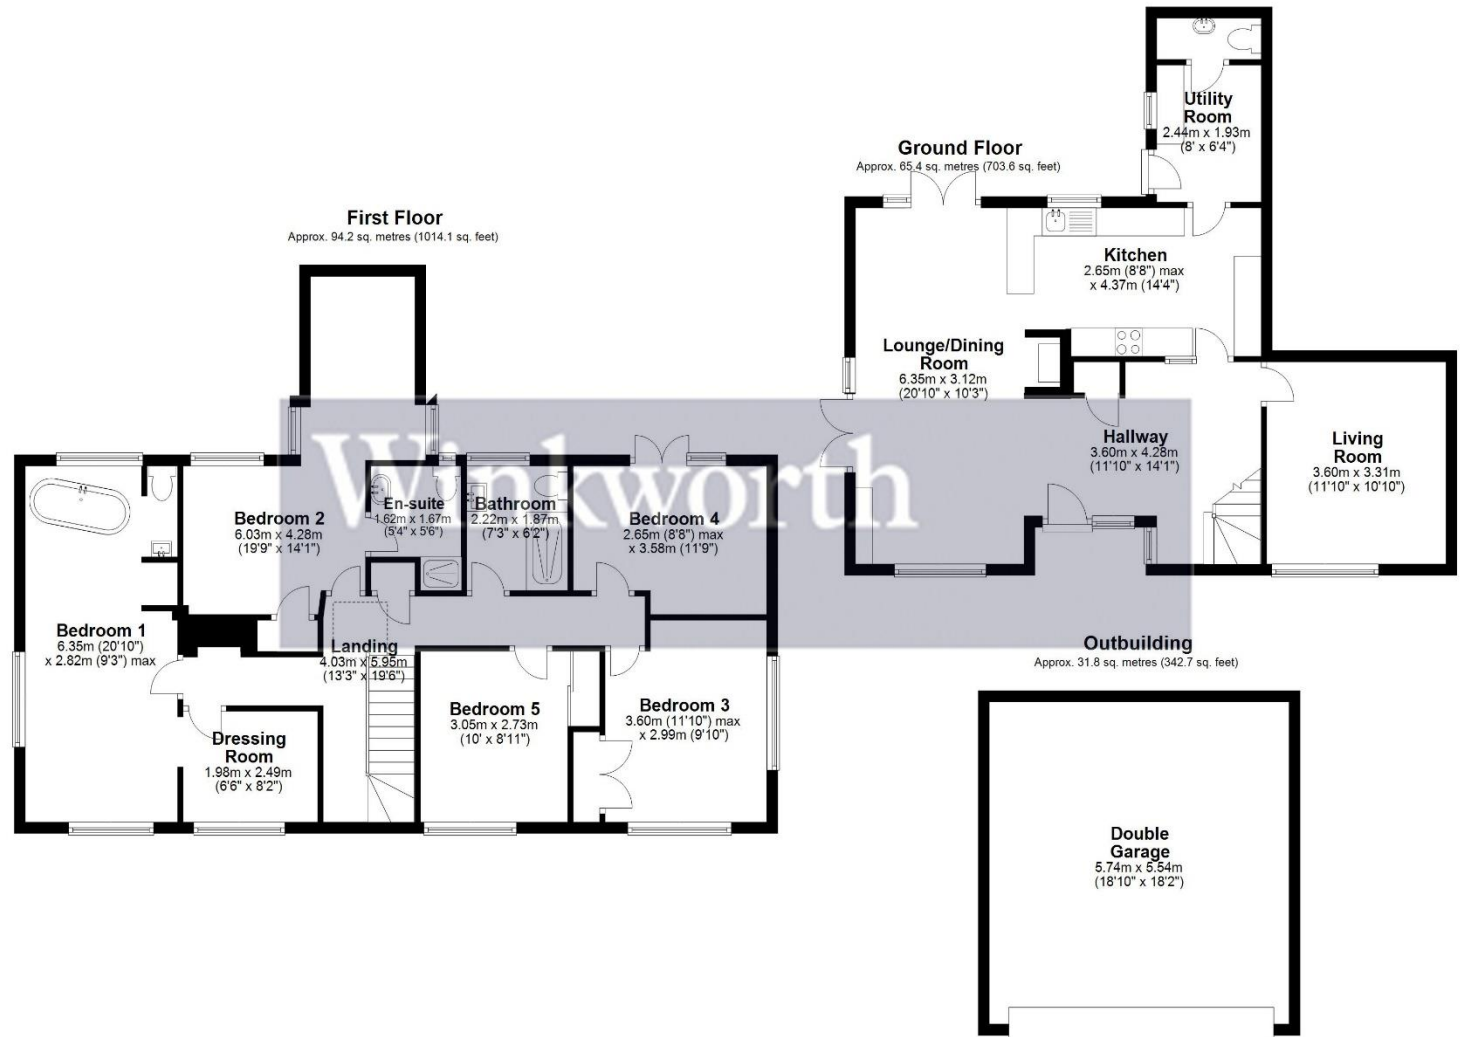 First Floor
Approx. 94.2 sq. metres (1014.1 sq. feet)
Bedroom 1
6.35m (20'10")
x 2.82m (9'3") max
Bedroom 2
6.03m x 4.28m
(19'9" x 14'1")
En-suite
1.62m x 1.67m
(5'4" x 5'6")
Bathroom
2.22m x 1.87m
(7'3" x 6'2")
Bedroom 4
2.65m (8'8") max
x 3.58m (11'9")
Landing
4.03m x 5.95m
(13'3" x 19'6")
Dressing
Room
1.98m x 2.49m
(6'6" x 8'2")
Bedroom 5
3.05m x 2.73m
(10' x 8'11")
Bedroom 3
3.60m (11'10") max
x 2.99m (9'10")
Winkworth
Ground Floor
Approx. 65.4 sq. metres (703.6 sq. feet)
Utility
Room
2.44m x 1.93m
(8' x 6'4")
Kitchen
2.65m (8'8") max
x 4.37m (14'4")
Lounge/Dining
Room
6.35m x 3.12m
(20'10" x 10'3")
Hallway
3.60m x 4.28m
(11'10" x 14'1")
Living
Room
3.60m x 3.31m
(11'10" x 10'10")
Outbuilding
Approx. 31.8 sq. metres (342.7 sq. feet)
Double
Garage
5.74m x 5.54m
(18'10" x 18'2")